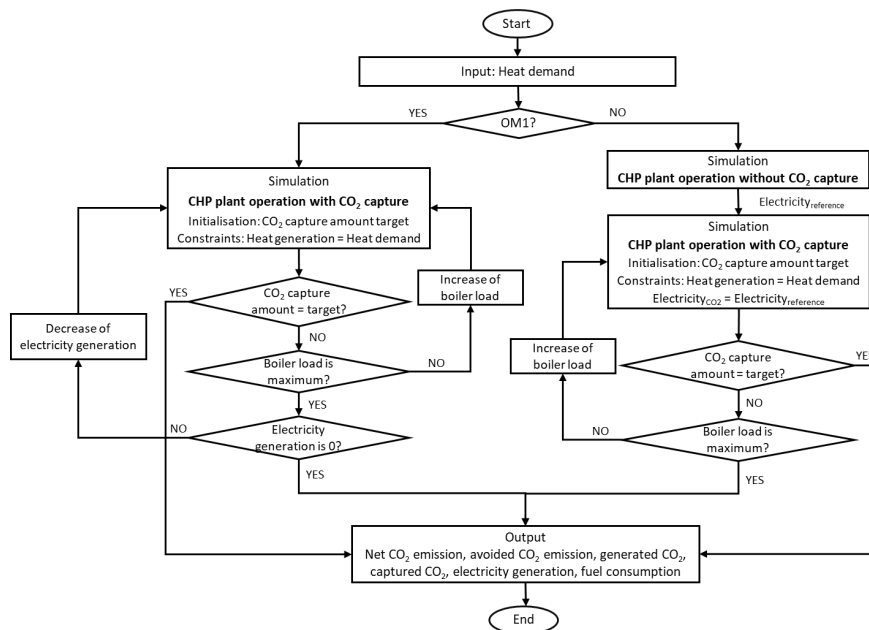 Start
Input: Heat demand
YES
OM1?
NO
Simulation
CHP plant operation with CO₂ capture
Initialisation: CO₂ capture amount target
Constraints: Heat generation = Heat demand
Simulation
CHP plant operation without CO₂ capture
Electricity_reference
Simulation
CHP plant operation with CO₂ capture
Initialisation: CO₂ capture amount target
Constraints: Heat generation = Heat demand
Electricity_CO2 = Electricity_reference
YES
CO₂ capture
amount = target?
Increase of
boiler load
NO
Decrease of
electricity generation
Boiler load is
maximum?
NO
YES
NO
Electricity
generation is 0?
YES
Increase of
boiler load
CO₂ capture
amount = target?
YES
NO
NO
Boiler load is
maximum?
YES
Output
Net CO₂ emission, avoided CO₂ emission, generated CO₂,
captured CO₂, electricity generation, fuel consumption
End